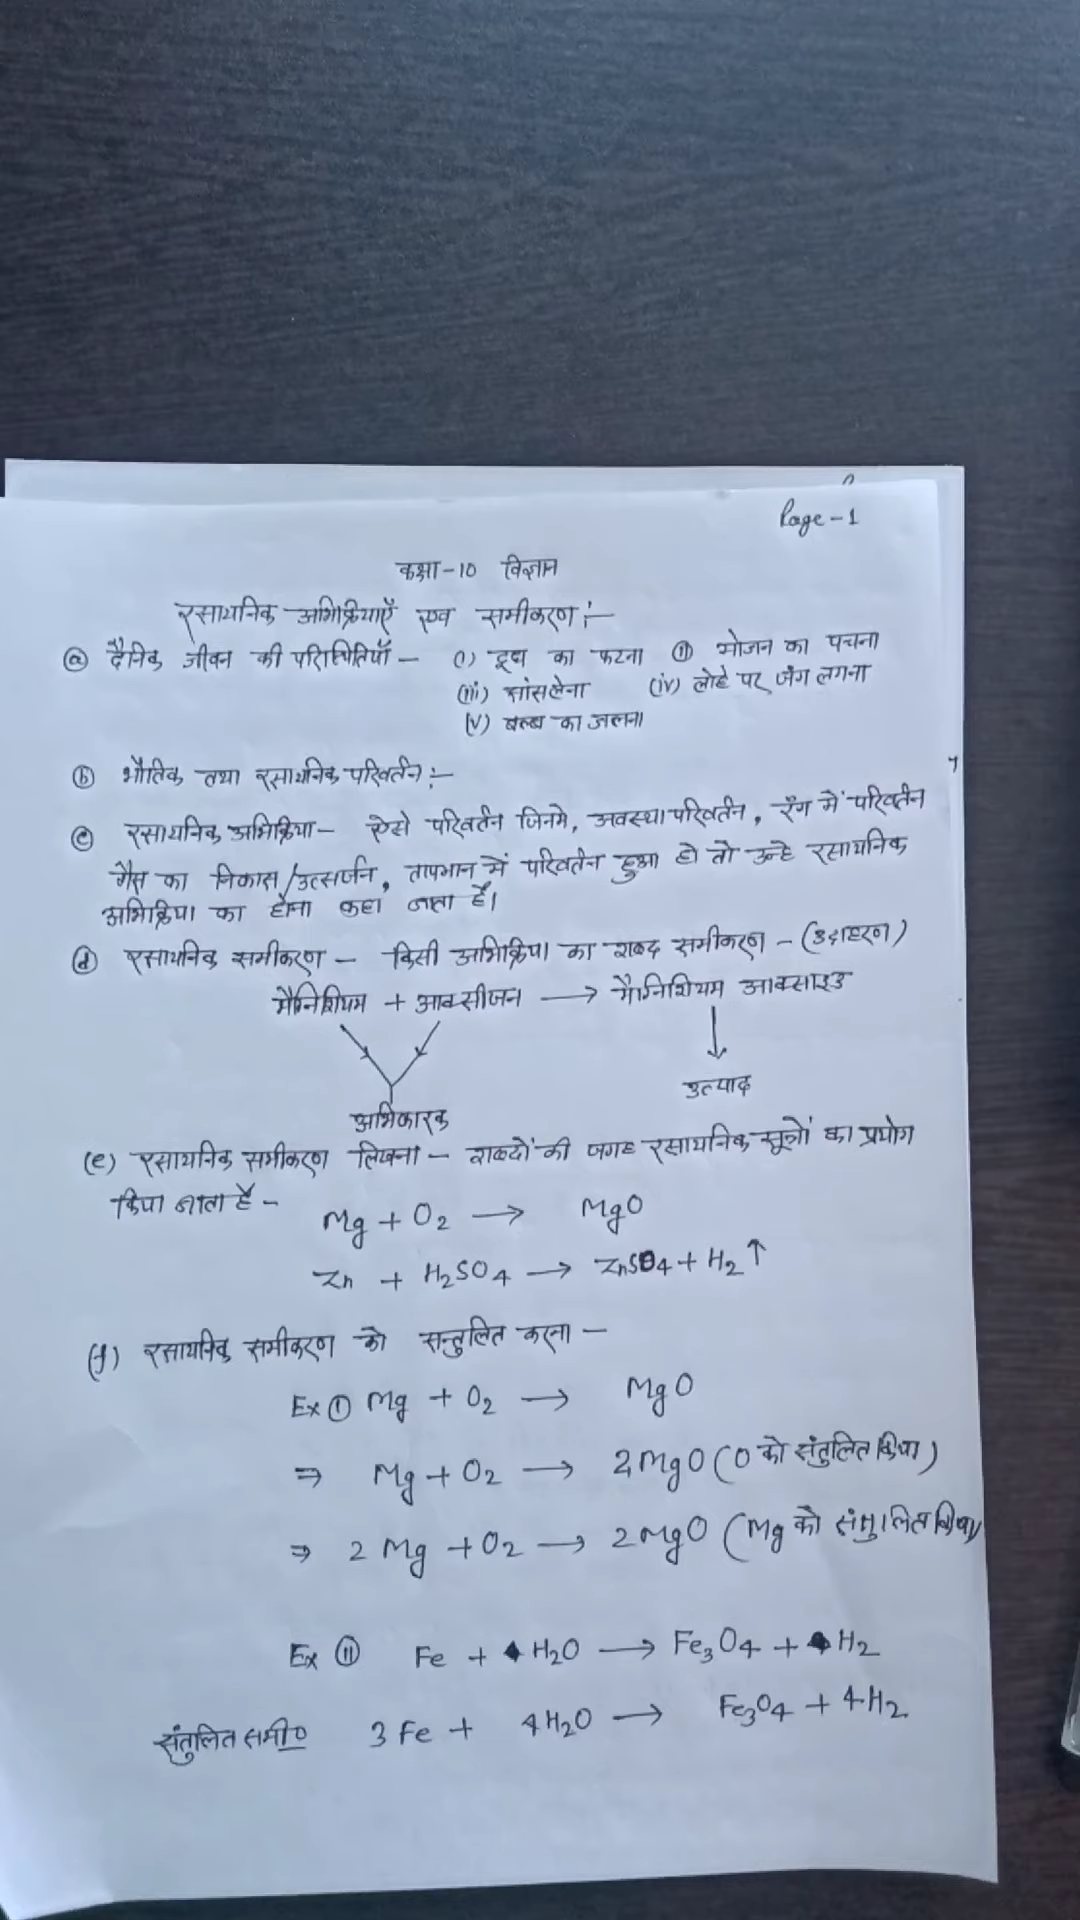 Page-1
कक्षा-10 विज्ञान
रसायनिक अभिक्रियाएँ एव समीकरण :-
(a) दैनिक जीवन की परिस्थितियाँ - (i) दूध का फटना (ii) भोजन का पचना
(iii) सांसलेना (iv) लोहे पर जंग लगना
(v) बल्ब का जलना
(b) भौतिक तथा रसायनिक परिवर्तन :-
(c) रसायनिक अभिक्रिया- ऐसे परिवर्तन जिनमे, अवस्था परिवर्तन, रंग में परिवर्तन
गैस का निकास/उत्सर्जन, तापमान में परिवर्तन हुआ हो तो उन्हे रसायनिक
अभिक्रिया का होना कहा जाता है।
(d) रसायनिक समीकरण - किसी अभिक्रिया का शब्द समीकरण - (उदाहरण)
मैग्निशियम + आक्सीजन → मैग्निशियम आक्साइड
उत्पाद
अभिकारक
(e) रसायनिक समीकरण लिखना - शब्दों की जगह रसायनिक सूत्रों का प्रयोग
किया जाता है -
Mg + O2 → MgO
Zn + H2SO4 → ZnSO4 + H2 ↑
(f) रसायनिक समीकरण को सन्तुलित करना -
Ex (i) Mg + O2 → MgO
⇒ Mg + O2 → 2MgO (O को संतुलित किया)
⇒ 2 Mg + O2 → 2MgO (Mg को संतुलित किया)
Ex (ii) Fe + H2O → Fe3O4 + H2
संतुलित समी० 3 Fe + 4H2O → Fe3O4 + 4H2